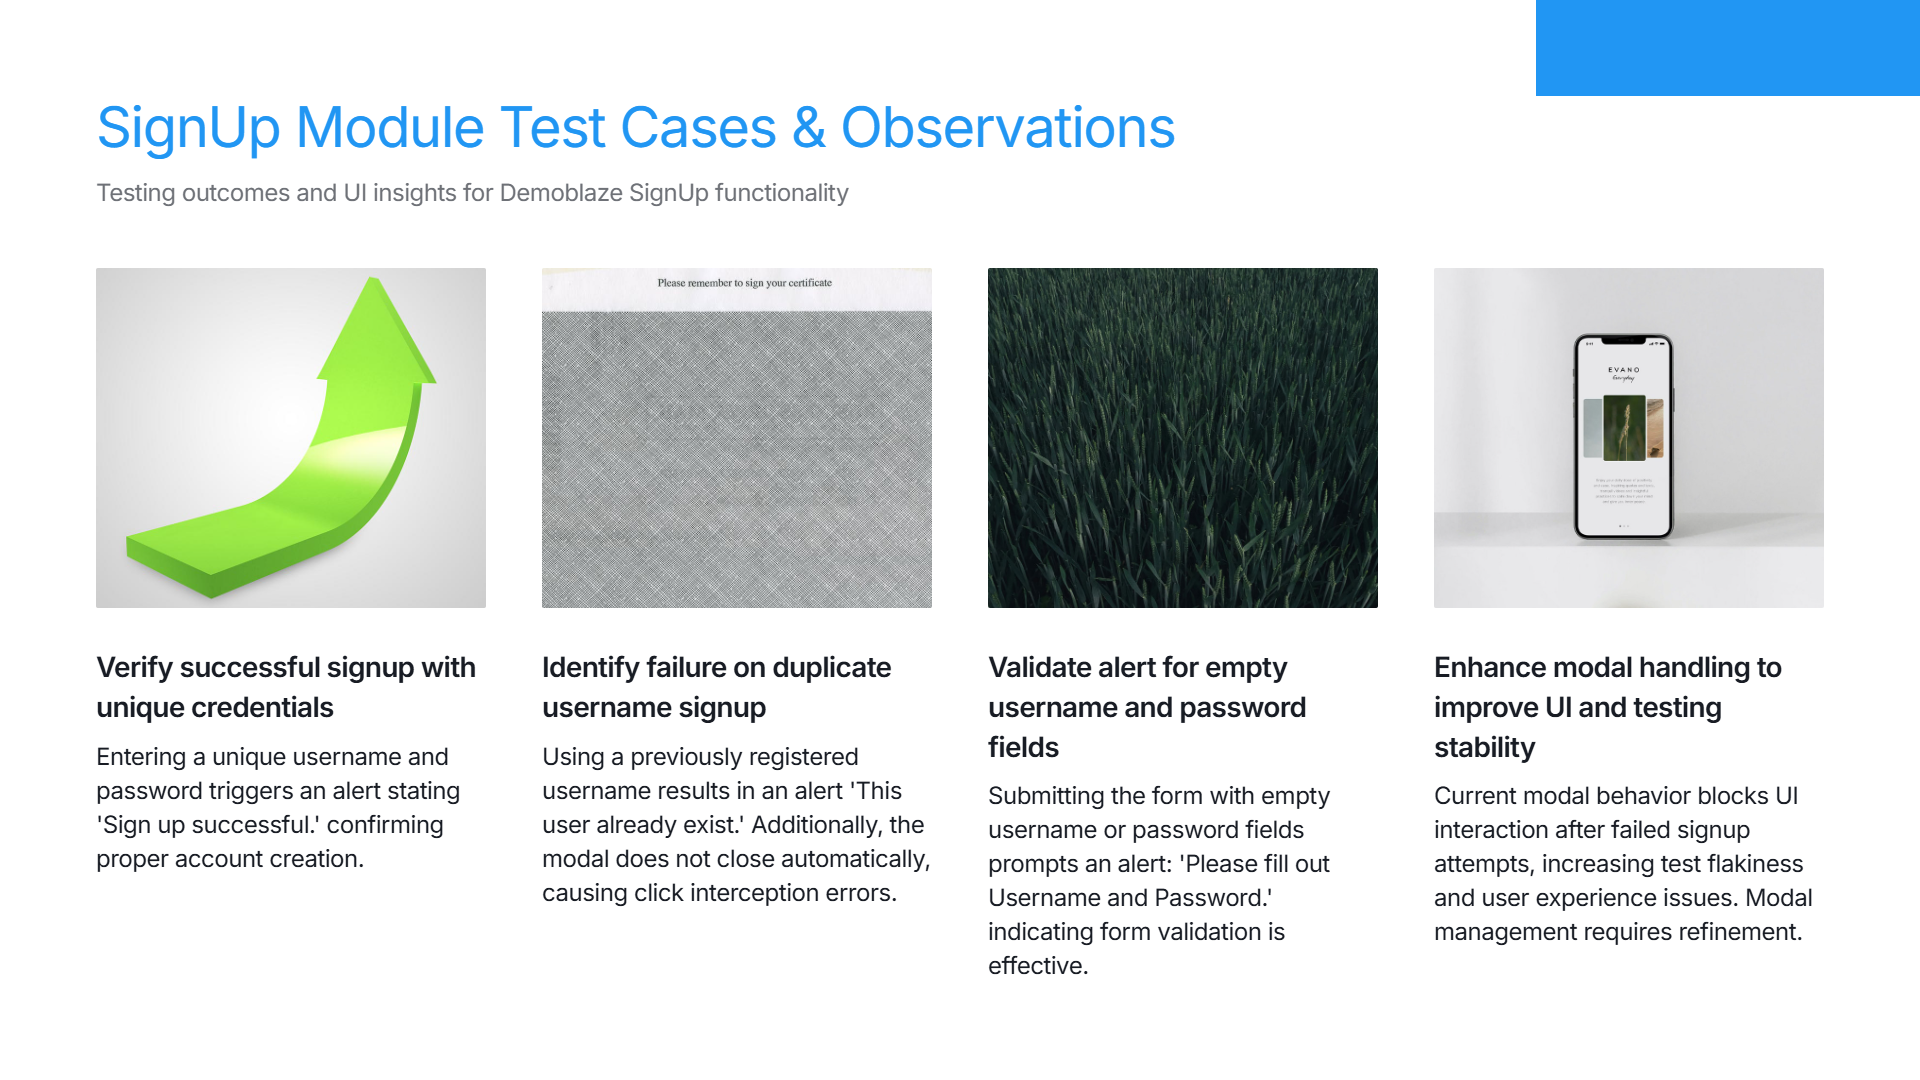 SignUp Module Test Cases & Observations
Testing outcomes and UI insights for Demoblaze SignUp functionality
Please remember to sign your certificate
EVANO
Everyday
Verify successful signup with
unique credentials
Entering a unique username and
password triggers an alert stating
'Sign up successful.' confirming
proper account creation.
Identify failure on duplicate
username signup
Using a previously registered
username results in an alert 'This
user already exist.' Additionally, the
modal does not close automatically,
causing click interception errors.
Validate alert for empty
username and password
fields
Submitting the form with empty
username or password fields
prompts an alert: 'Please fill out
Username and Password.'
indicating form validation is
effective.
Enhance modal handling to
improve UI and testing
stability
Current modal behavior blocks UI
interaction after failed signup
attempts, increasing test flakiness
and user experience issues. Modal
management requires refinement.